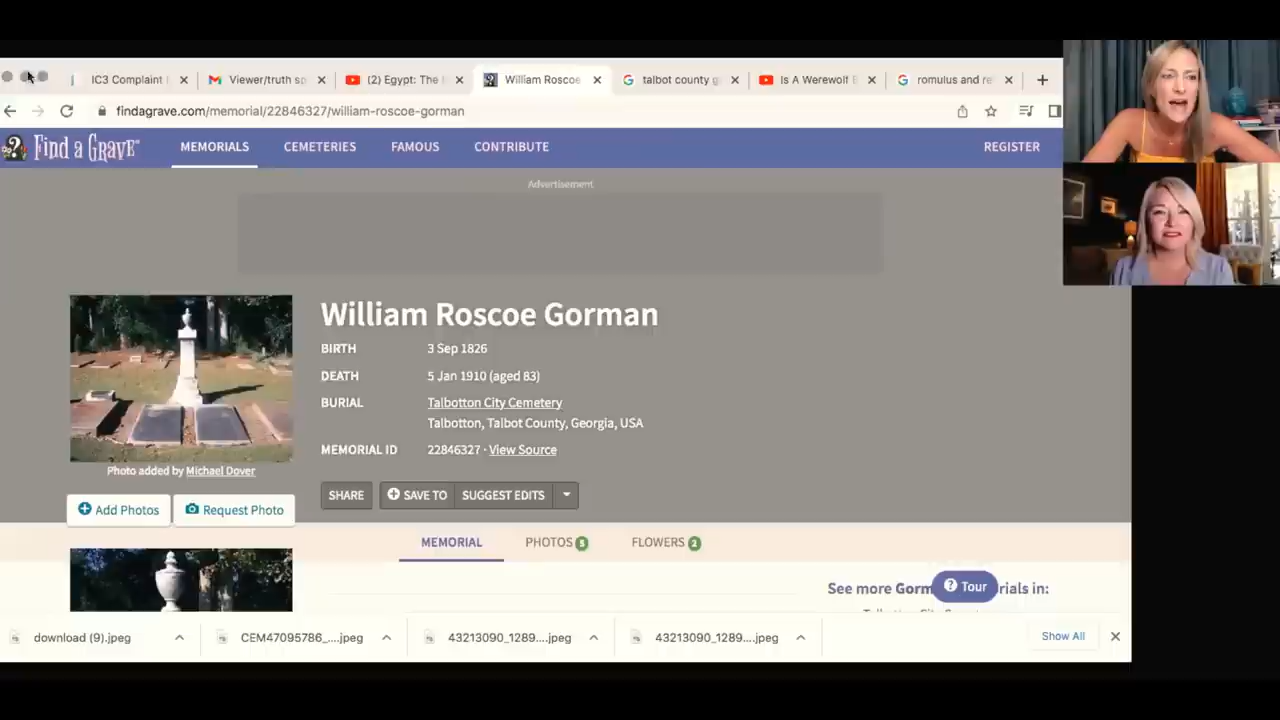 IC3 Complaint
Viewer/truth sp
(2) Egypt: The
William Roscoe
talbot county g
Is A Werewolf
romulus and re
findagrave.com/memorial/22846327/william-roscoe-gorman
Find a Grave
MEMORIALS
CEMETERIES
FAMOUS
CONTRIBUTE
REGISTER
Advertisement
William Roscoe Gorman
BIRTH 3 Sep 1826
DEATH 5 Jan 1910 (aged 83)
BURIAL Talbotton City Cemetery
Talbotton, Talbot County, Georgia, USA
MEMORIAL ID 22846327 · View Source
Photo added by Michael Dover
SHARE
SAVE TO
SUGGEST EDITS
Add Photos
Request Photo
MEMORIAL
PHOTOS 5
FLOWERS 2
See more Gorm rials in:
Tour
download (9).jpeg
CEM47095786_....jpeg
43213090_1289....jpeg
43213090_1289....jpeg
Show All